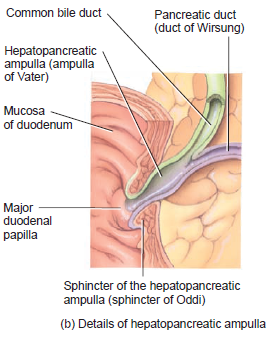 Common bile duct
Pancreatic duct
(duct of Wirsung)
Hepatopancreatic
ampulla (ampulla
of Vater)
Mucosa
of duodenum
Major
duodenal
papilla
Sphincter of the hepatopancreatic
ampulla (sphincter of Oddi)
(b) Details of hepatopancreatic ampulla